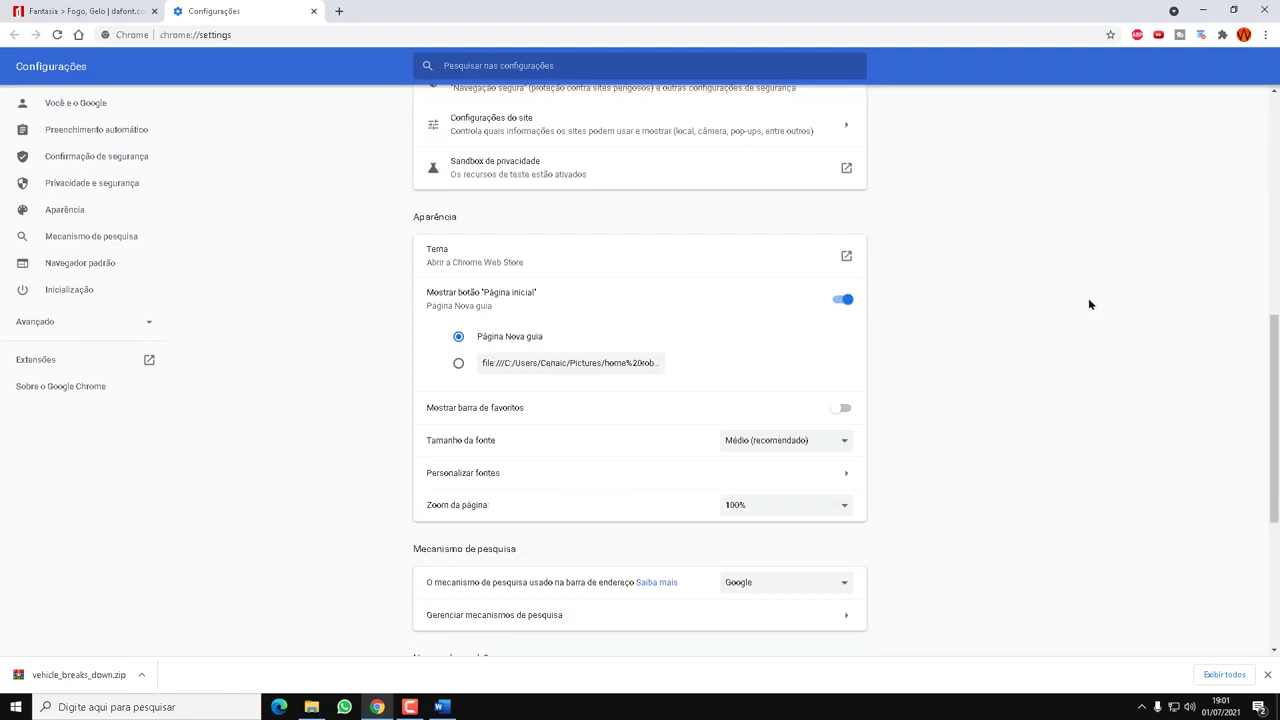 Fantasia > Fogo, Gelo | dafont.co
Configurações
Chrome | chrome://settings
ABP
Configurações
Pesquisar nas configurações
Você e o Google
Preenchimento automático
Confirmação de segurança
Privacidade e segurança
Aparência
Mecanismo de pesquisa
Navegador padrão
Inicialização
Avançado
Extensões
Sobre o Google Chrome
"Navegação segura" (proteção contra sites perigosos) e outras configurações de segurança
Configurações do site
Controla quais informações os sites podem usar e mostrar (local, câmera, pop-ups, entre outros)
Sandbox de privacidade
Os recursos de teste estão ativados
Aparência
Tema
Abrir a Chrome Web Store
Mostrar botão "Página inicial"
Página Nova guia
Página Nova guia
file:///C:/Users/Cenaic/Pictures/home%20rob...
Mostrar barra de favoritos
Tamanho da fonte
Médio (recomendado)
Personalizar fontes
Zoom da página:
100%
Mecanismo de pesquisa
O mecanismo de pesquisa usado na barra de endereço Saiba mais
Google
Gerenciar mecanismos de pesquisa
vehicle_breaks_down.zip
Exibir todos
Digite aqui para pesquisar
19:01
01/07/2021
2